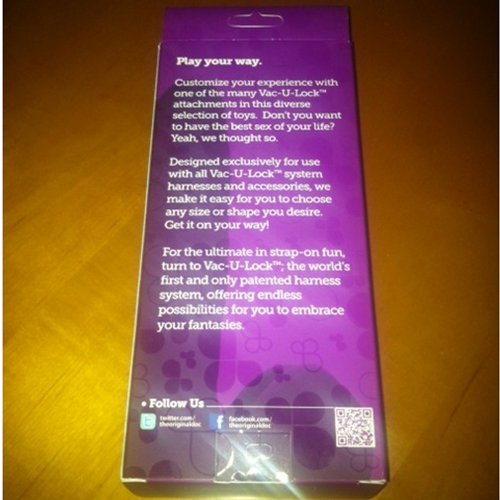 Play your way.
Customize your experience with
one of the many Vac-U-Lock™
attachments in this diverse
selection of toys. Don't you want
to have the best sex of your life?
Yeah, we thought so.
Designed exclusively for use
with all Vac-U-Lock™ system
harnesses and accessories, we
make it easy for you to choose
any size or shape you desire.
Get it on your way!
For the ultimate in strap-on fun,
turn to Vac-U-Lock™; the world's
first and only patented harness
system, offering endless
possibilities for you to embrace
your fantasies.
• Follow Us
twitter.com/
theoriginaldoc
facebook.com/
theoriginaldoc